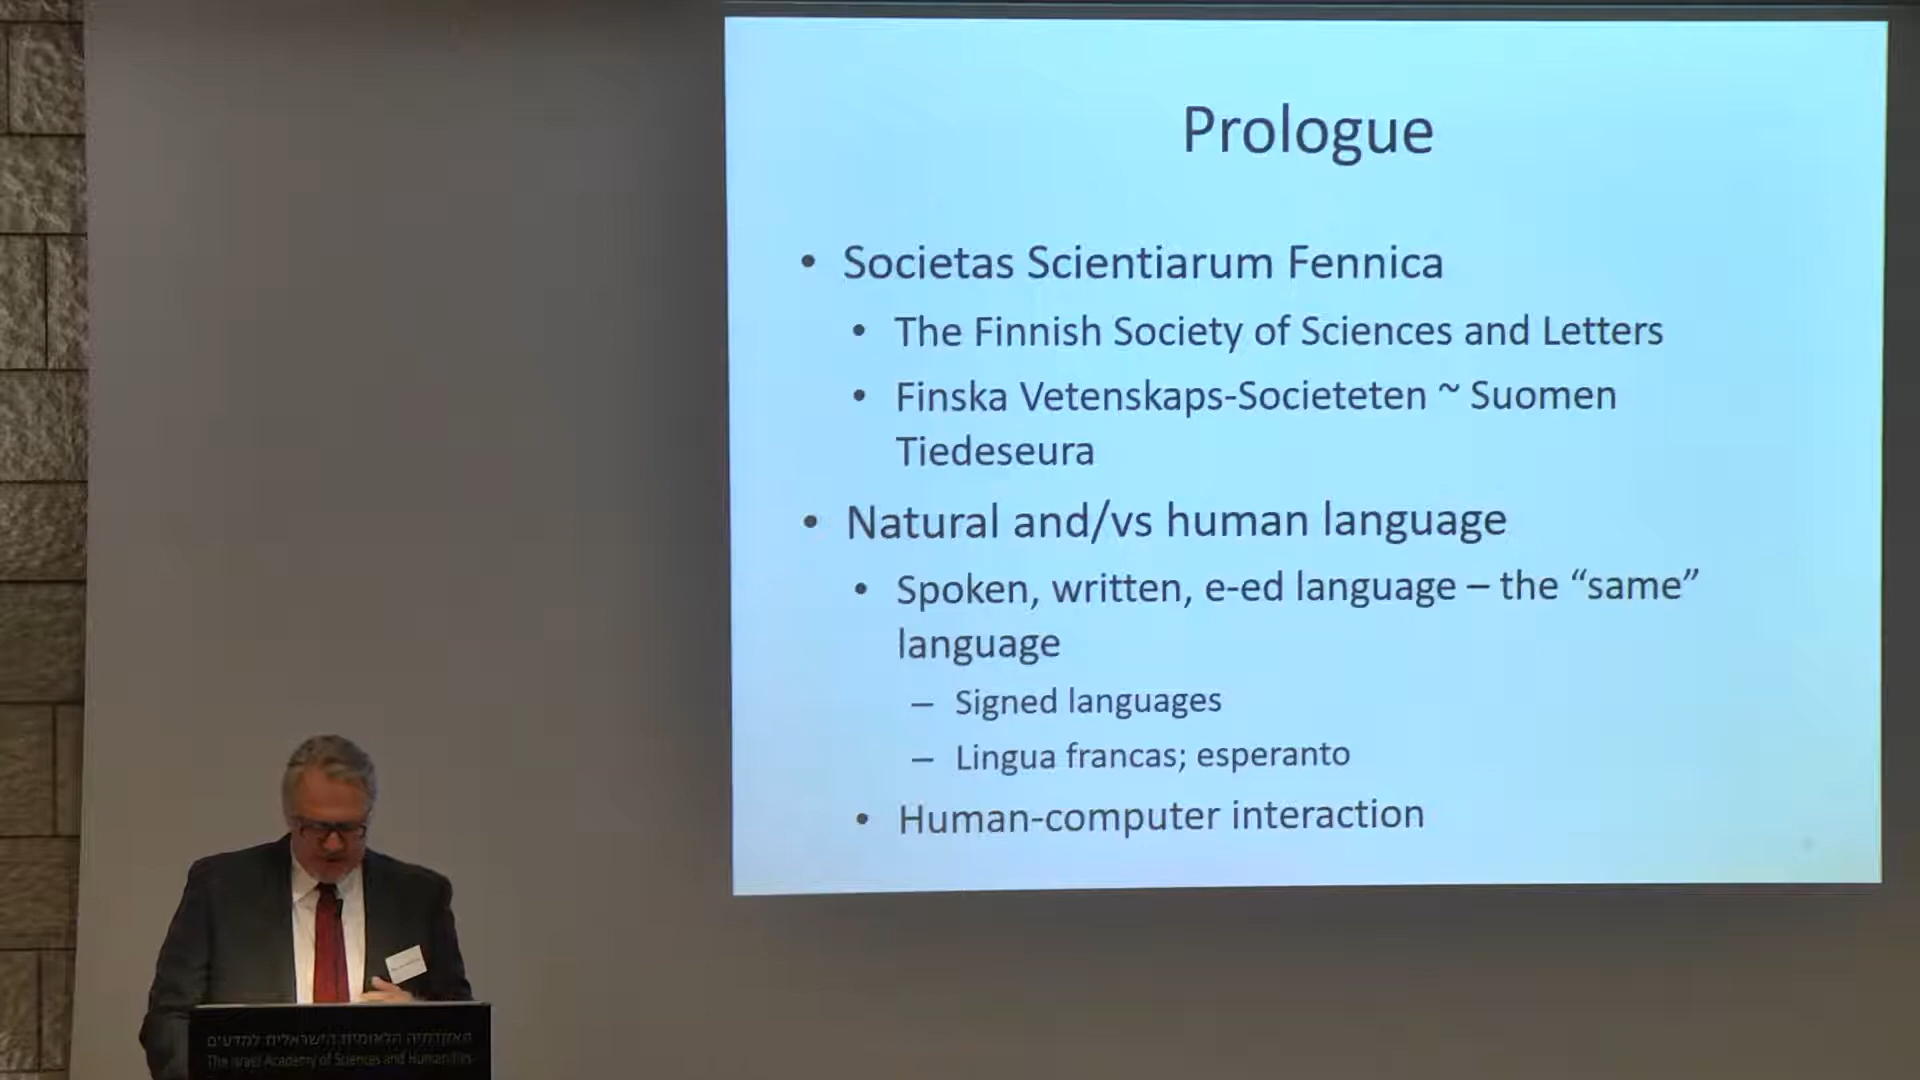 Prologue
• Societas Scientiarum Fennica
• The Finnish Society of Sciences and Letters
• Finska Vetenskaps-Societeten ~ Suomen
Tiedeseura
• Natural and/vs human language
• Spoken, written, e-ed language – the “same”
language
– Signed languages
– Lingua francas; esperanto
• Human-computer interaction
האקדמיה הלאומית הישראלית למדעים
The Israel Academy of Sciences and Humanities